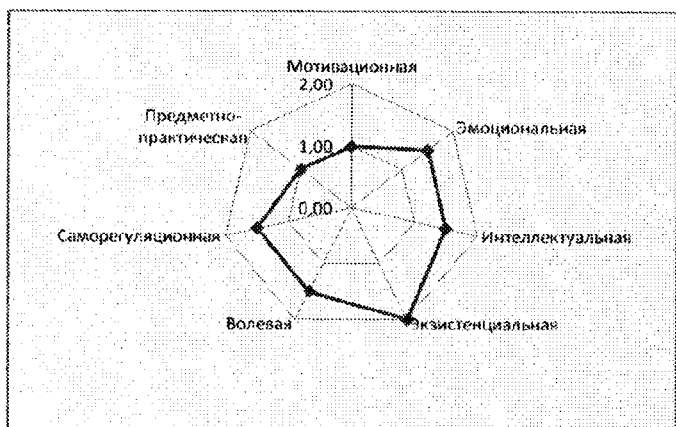 Мотивационная
2,00
Предметно-
практическая
Эмоциональная
1,00
0,00
Саморегуляционная
Интеллектуальная
Волевая
Экзистенциальная